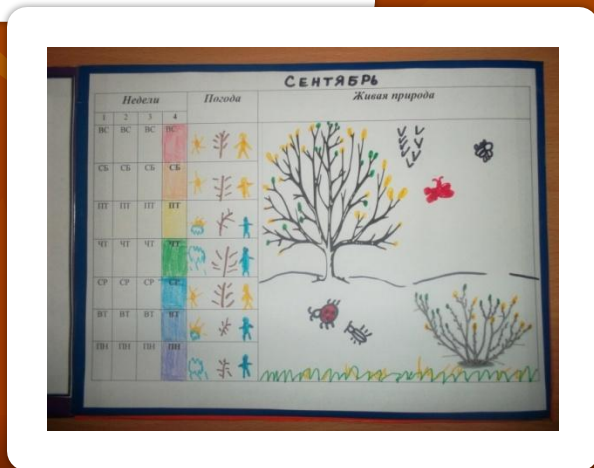 СЕНТЯБРЬ
Недели Погода Живая природа
1 2 3 4
ВС ВС ВС ВС
СБ СБ СБ СБ
ПТ ПТ ПТ ПТ
ЧТ ЧТ ЧТ ЧТ
СР СР СР СР
ВТ ВТ ВТ ВТ
ПН ПН ПН ПН